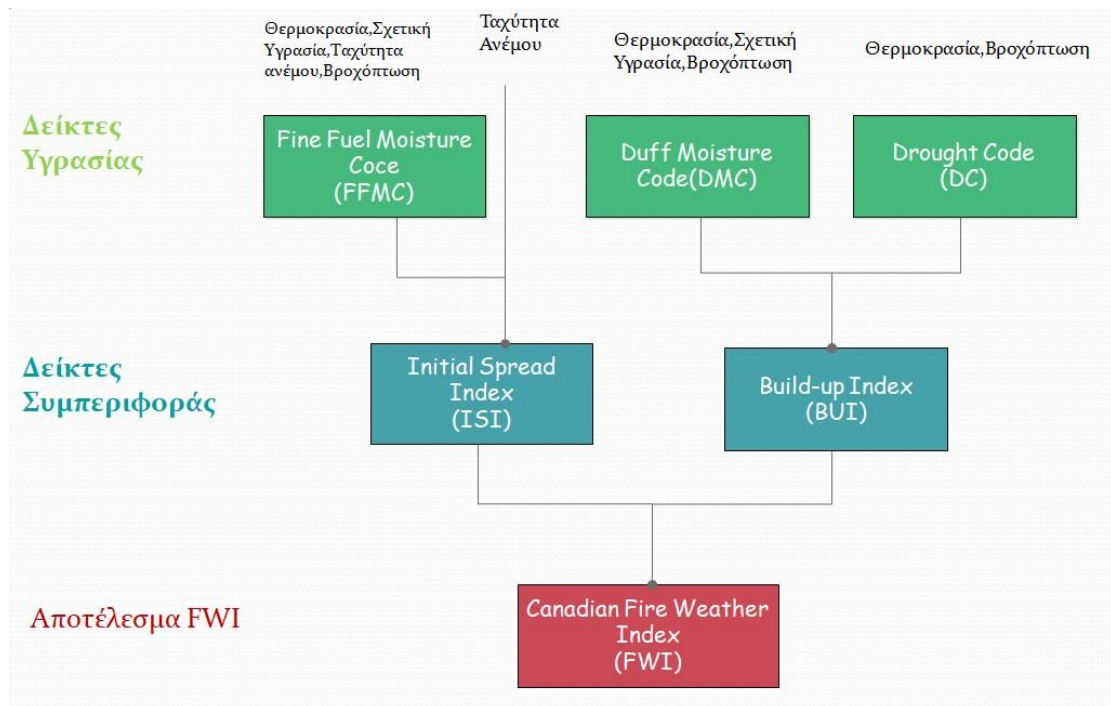 Θερμοκρασία,Σχετική
Υγρασία,Ταχύτητα
ανέμου,Βροχόπτωση
Ταχύτητα
Ανέμου
Θερμοκρασία,Σχετική
Υγρασία,Βροχόπτωση
Θερμοκρασία,Βροχόπτωση
Δείκτες
Υγρασίας
Fine Fuel Moisture
Coce
(FFMC)
Duff Moisture
Code(DMC)
Drought Code
(DC)
Δείκτες
Συμπεριφοράς
Initial Spread
Index
(ISI)
Build-up Index
(BUI)
Αποτέλεσμα FWI
Canadian Fire Weather
Index
(FWI)